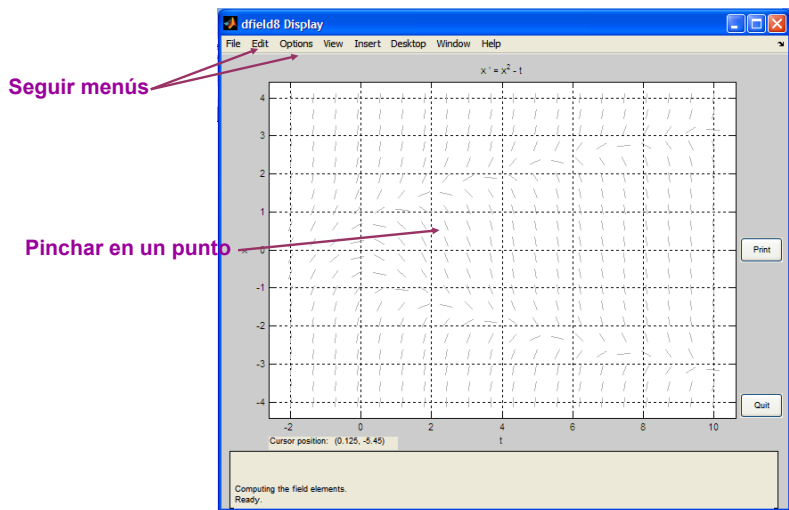 dfield8 Display
File Edit Options View Insert Desktop Window Help
Seguir menús
x ' = x² - t
4
3
2
1
0
-1
-2
-3
-4
x
Pinchar en un punto
Print
Quit
-2 0 2 4 6 8 10
Cursor position: (0.125, -5.45)
t
Computing the field elements.
Ready.